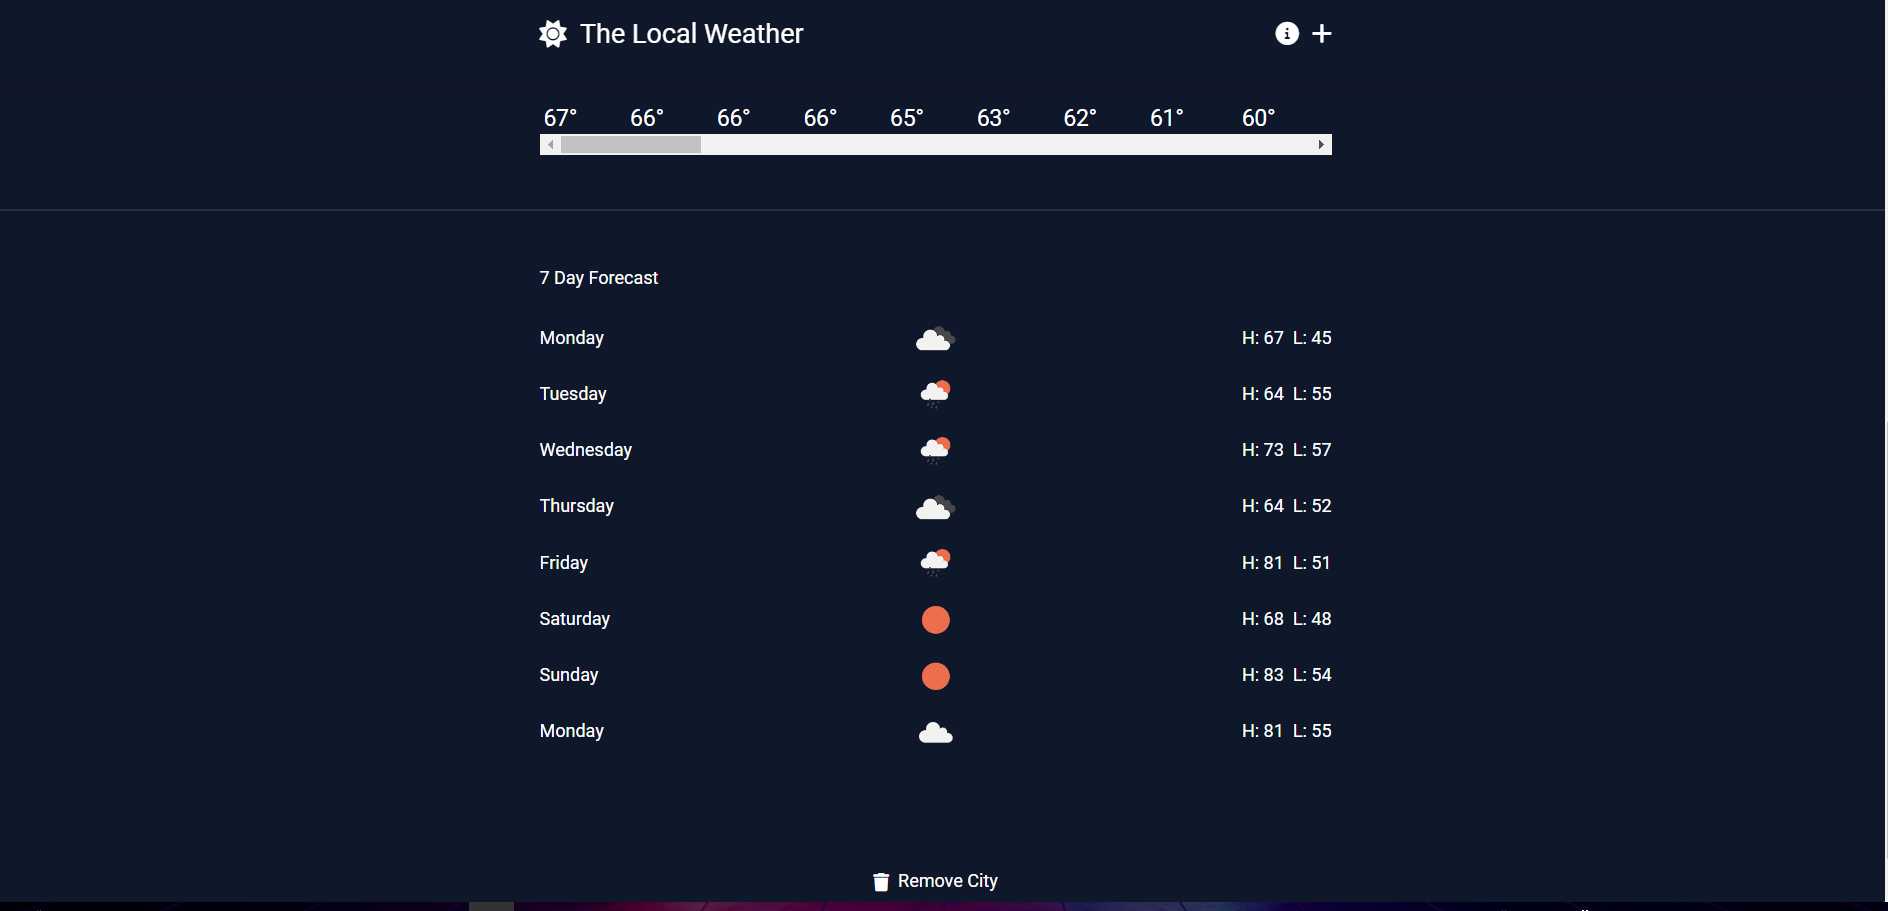 The Local Weather
67° 66° 66° 66° 65° 63° 62° 61° 60°
7 Day Forecast
Monday H: 67 L: 45
Tuesday H: 64 L: 55
Wednesday H: 73 L: 57
Thursday H: 64 L: 52
Friday H: 81 L: 51
Saturday H: 68 L: 48
Sunday H: 83 L: 54
Monday H: 81 L: 55
Remove City